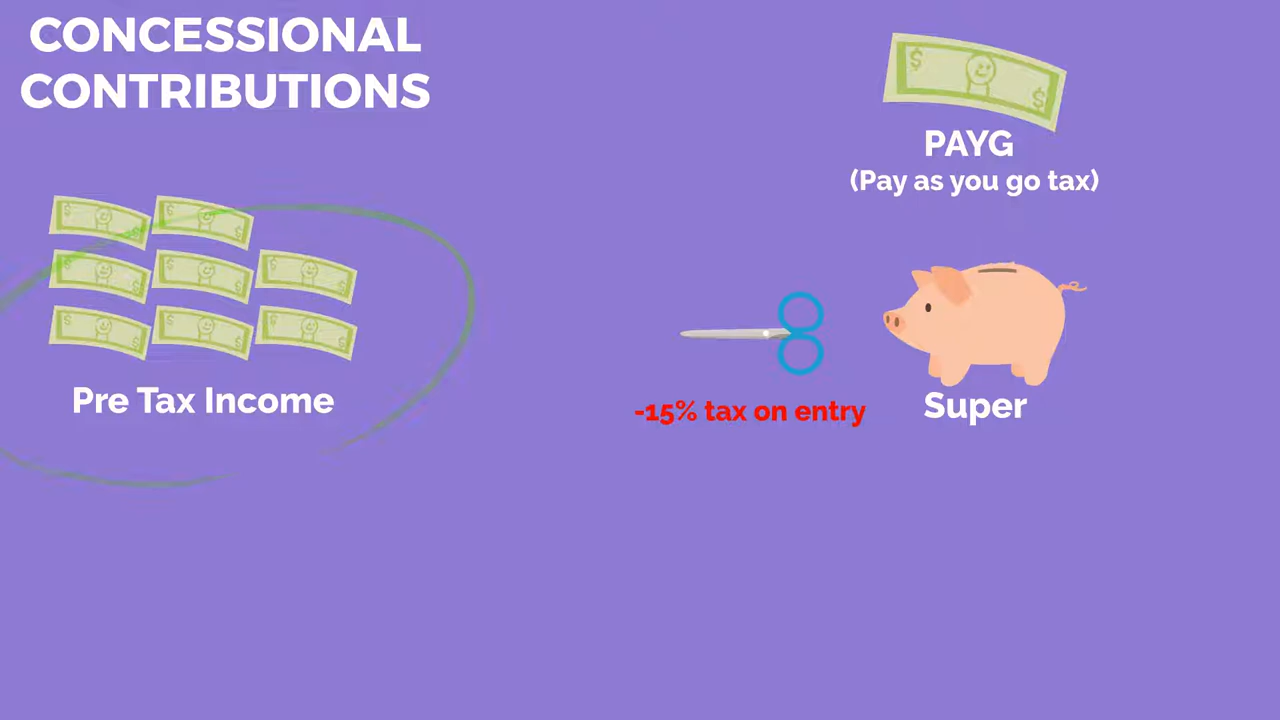 CONCESSIONAL
CONTRIBUTIONS
PAYG
(Pay as you go tax)
Pre Tax Income
-15% tax on entry
Super